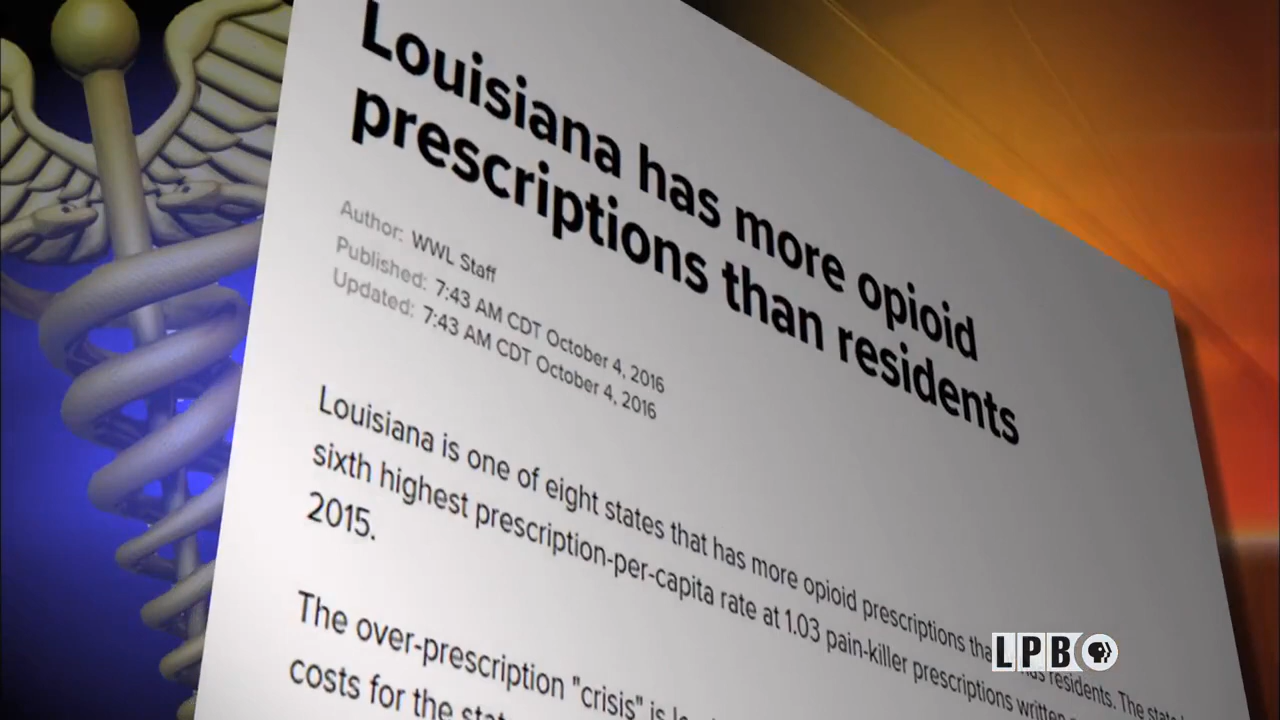 Louisiana has more opioid
prescriptions than residents
Author: WWL Staff
Published: 7:43 AM CDT October 4, 2016
Updated: 7:43 AM CDT October 4, 2016
Louisiana is one of eight states that has more opioid prescriptions residents. The
sixth highest prescription-per-capita rate at 1.03 pain-killer prescriptions written
2015.
The over-prescription "crisis" is
costs for the
LPB